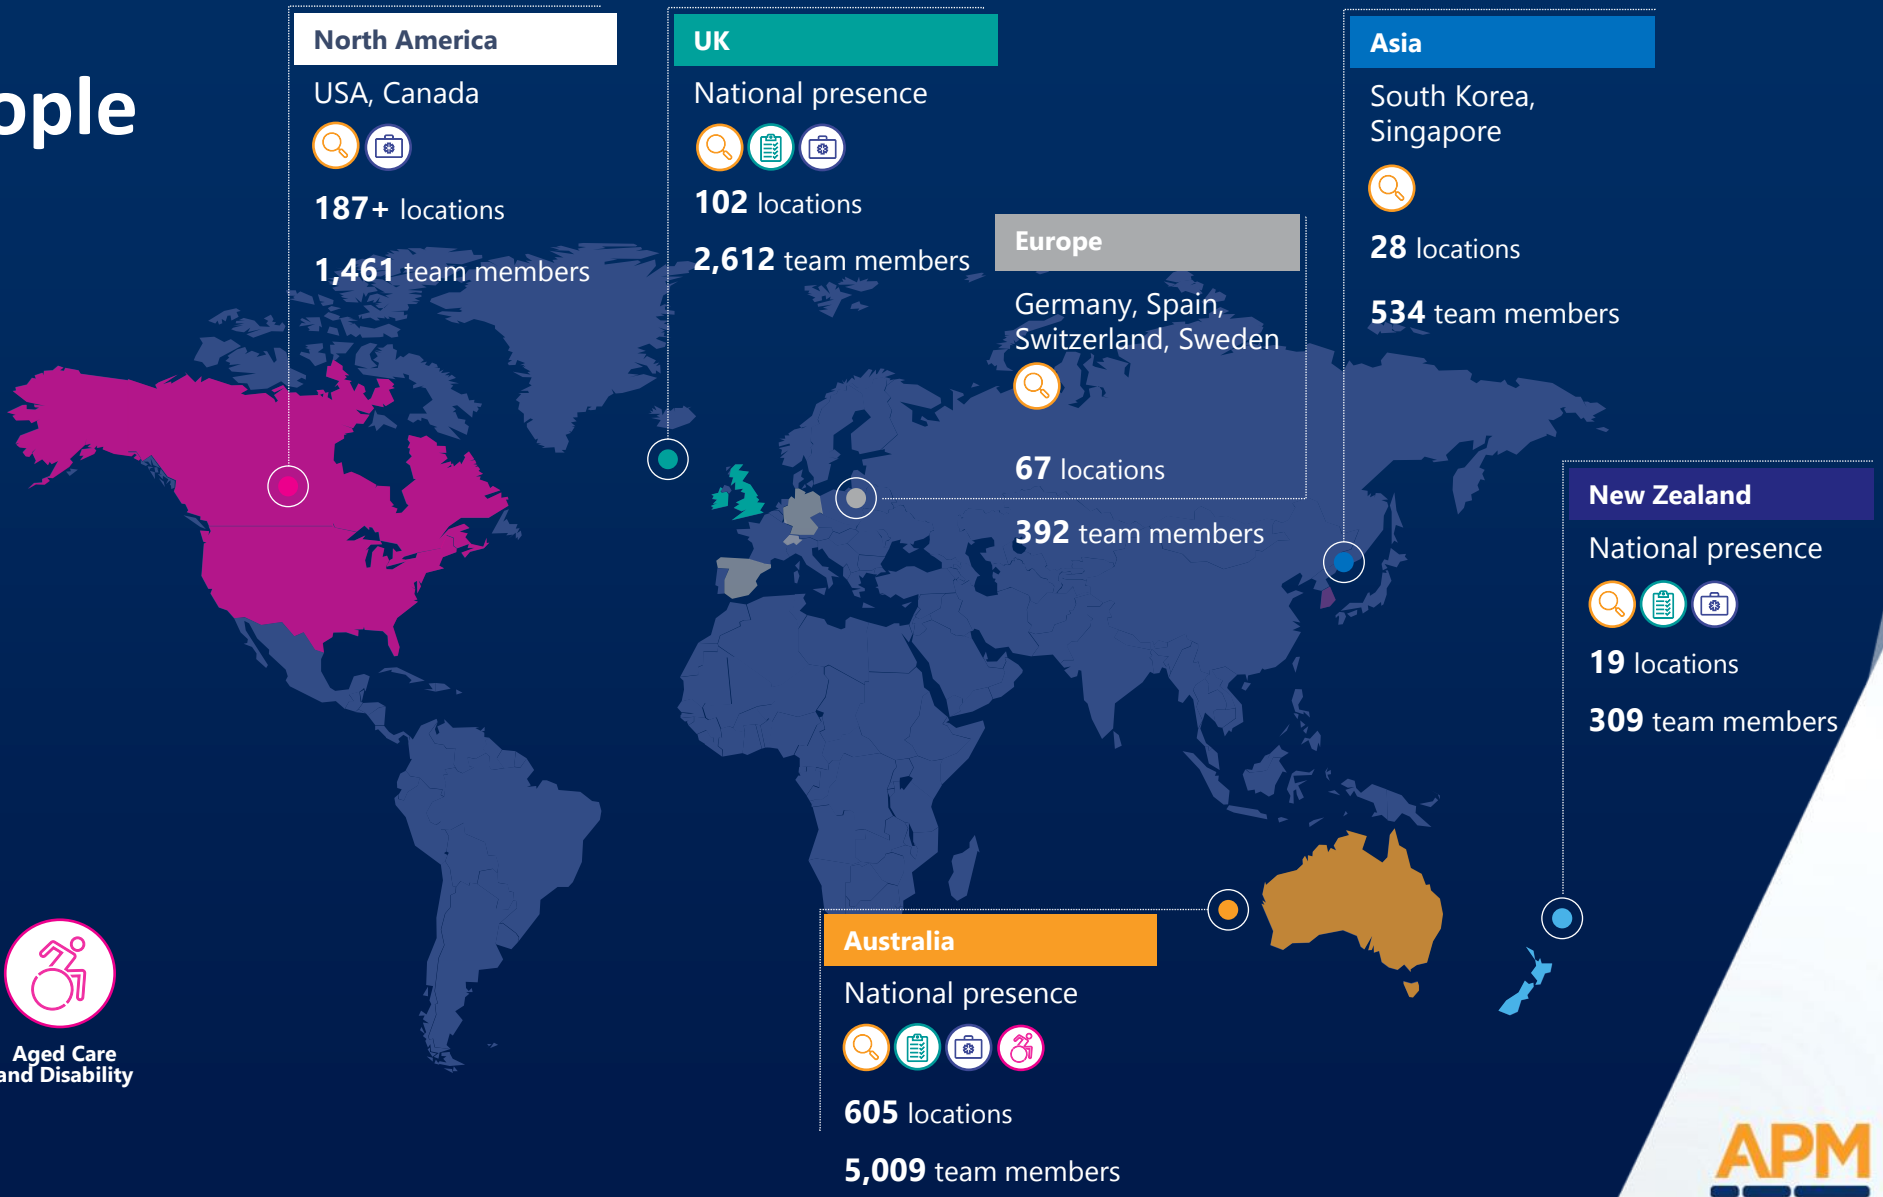 ople
North America
USA, Canada
187+ locations
1,461 team members
UK
National presence
102 locations
2,612 team members
Europe
Germany, Spain,
Switzerland, Sweden
67 locations
392 team members
Asia
South Korea,
Singapore
28 locations
534 team members
New Zealand
National presence
19 locations
309 team members
Australia
National presence
605 locations
5,009 team members
Aged Care
and Disability
APM